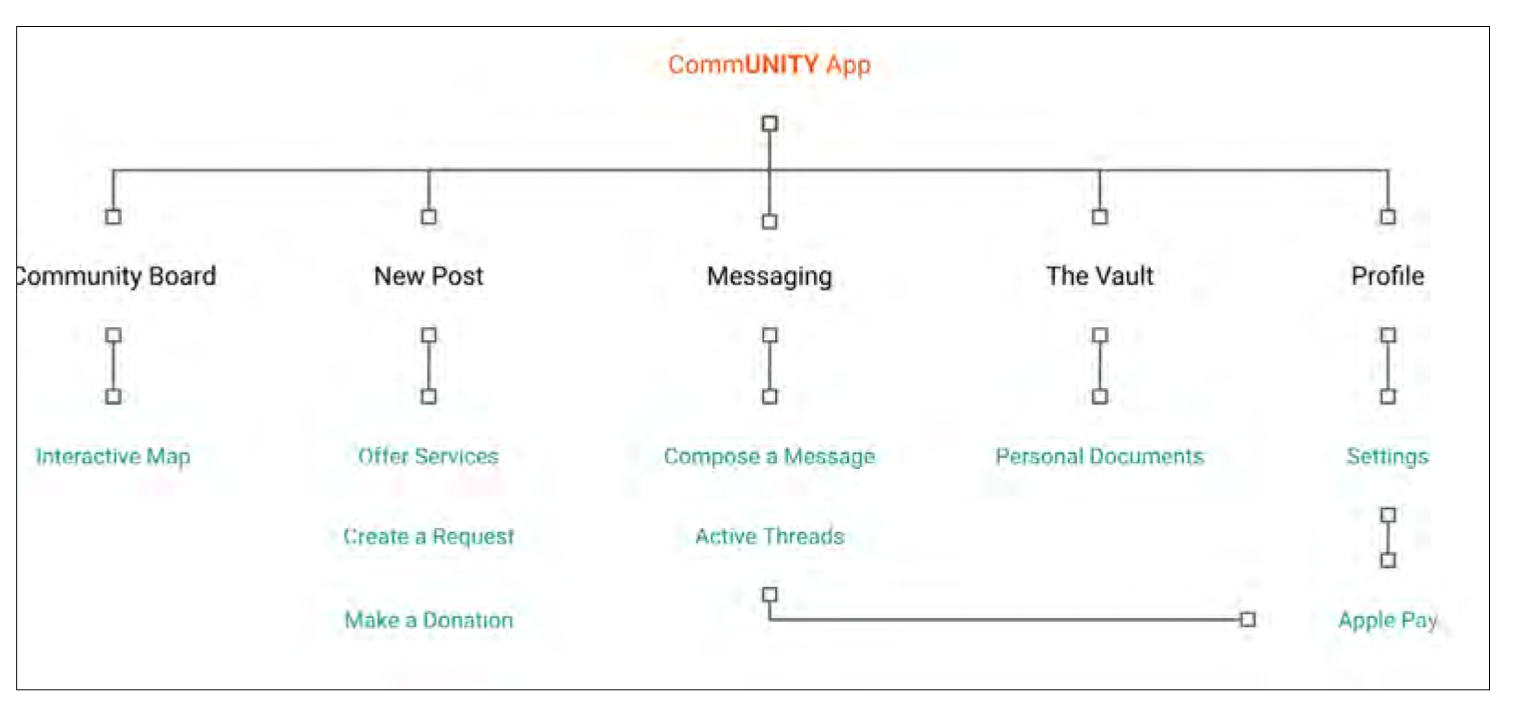 CommUNITY App
Community Board
New Post
Messaging
The Vault
Profile
Interactive Map
Offer Services
Compose a Message
Personal Documents
Settings
Create a Request
Active Threads
Make a Donation
Apple Pay